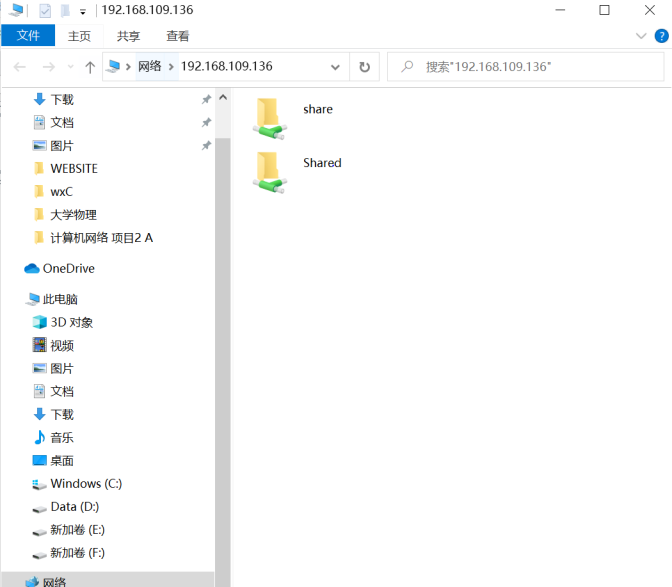 192.168.109.136
文件 主页 共享 查看
网络 192.168.109.136 搜索"192.168.109.136"
下载
文档
图片
WEBSITE
wxC
大学物理
计算机网络 项目2 A
OneDrive
此电脑
3D 对象
视频
图片
文档
下载
音乐
桌面
Windows (C:)
Data (D:)
新加卷 (E:)
新加卷 (F:)
网络
share
Shared